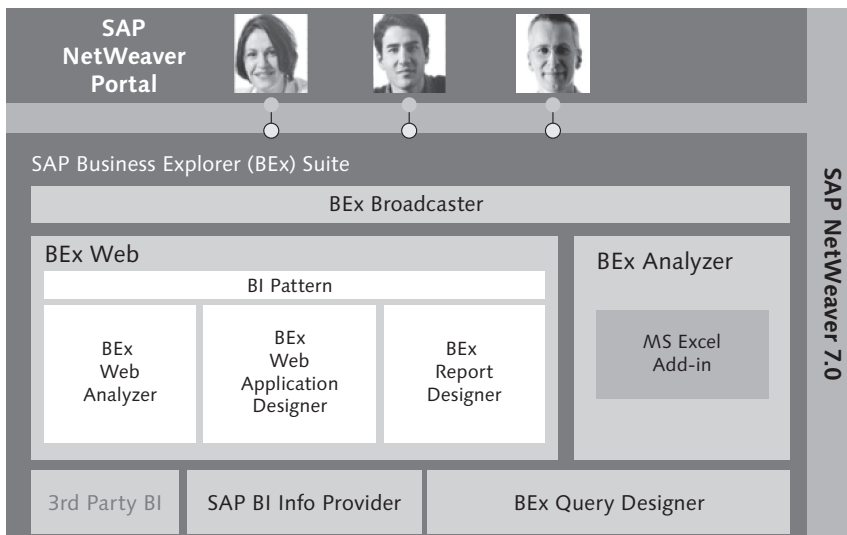 SAP
NetWeaver
Portal
SAP Business Explorer (BEx) Suite
BEx Broadcaster
BEx Web
BI Pattern
BEx
Web
Analyzer
BEx
Web
Application
Designer
BEx
Report
Designer
BEx Analyzer
MS Excel
Add-in
3rd Party BI
SAP BI Info Provider
BEx Query Designer
SAP NetWeaver 7.0